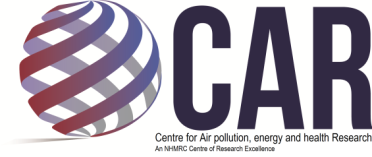 CAR
Centre for Air pollution, energy and health Research
An NHMRC Centre of Research Excellence